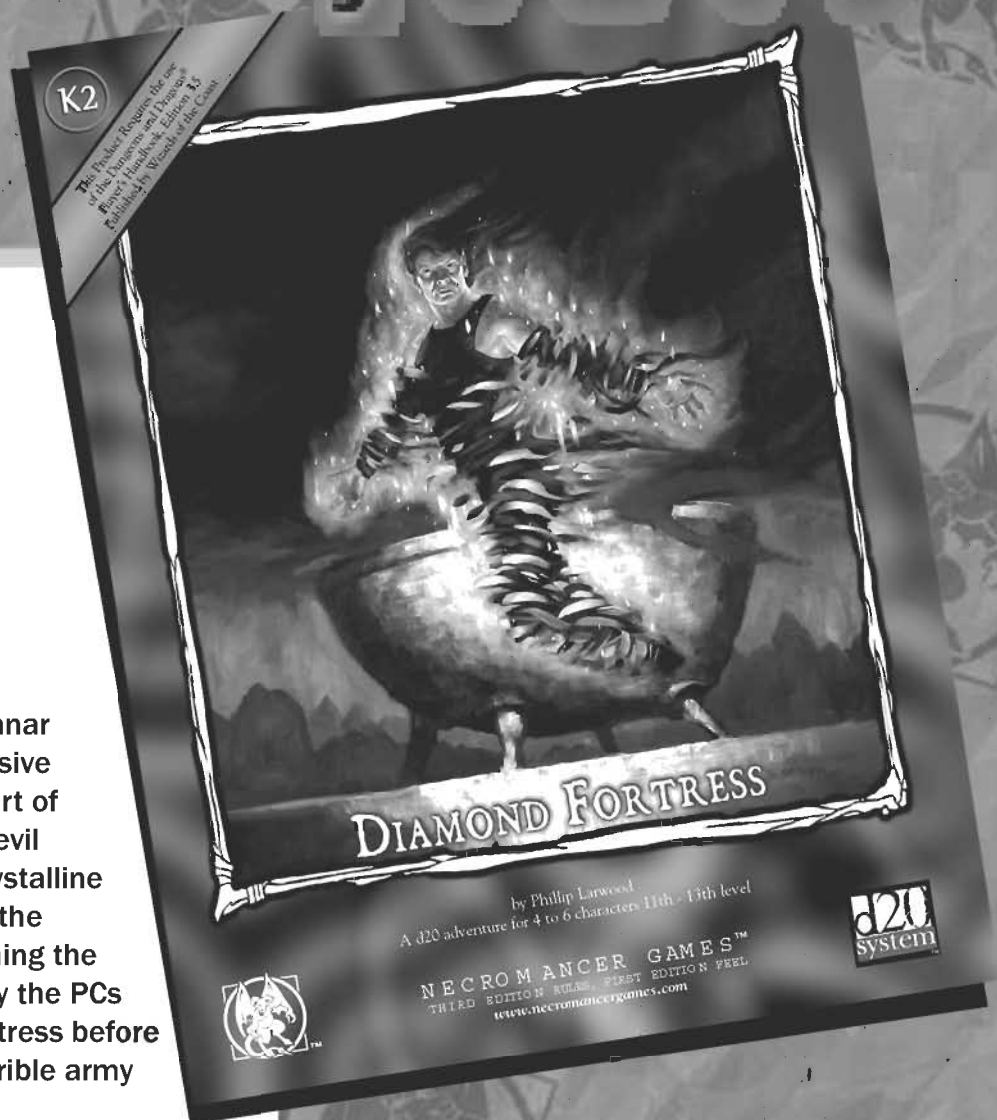 K2
This Product Requires the use
of the Dungeons and Dragons®
Player's Handbook, Edition 3.5
Published by Wizards of the Coast
DIAMOND FORTRESS
by Phillip Larwood
A d20 adventure for 4 to 6 characters 11th - 13th level
NECROMANCER GAMES™
THIRD EDITION RULES, FIRST EDITION FEEL
www.necromancergames.com
d20
system
TM
anar
sive
rt of
evil
ystalline
the
ning the
y the PCs
tress before
rible army